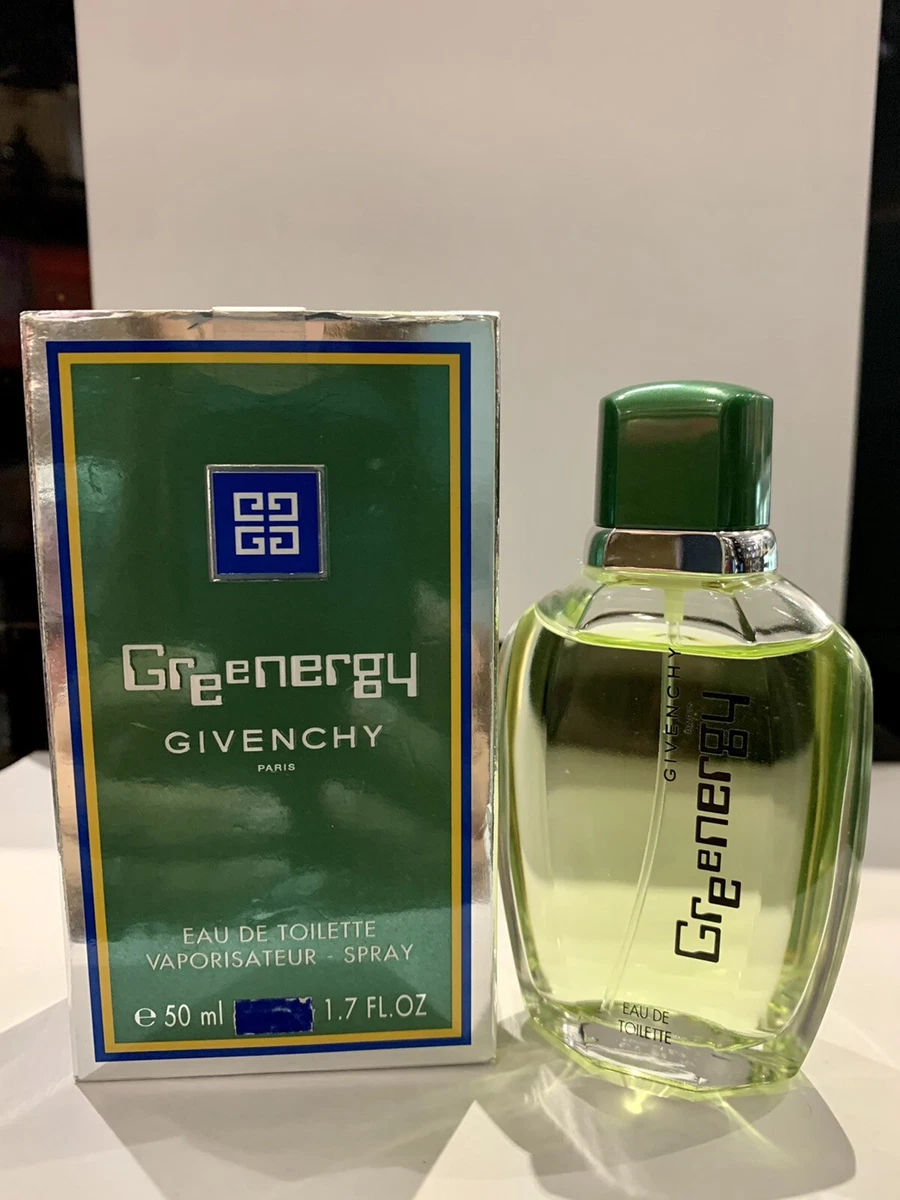 Greenergy
GIVENCHY
PARIS
EAU DE TOILETTE
VAPORISATEUR - SPRAY
e 50 ml 1.7 FL.OZ
GIVENCHY
Greenergy
EAU DE
TOILETTE